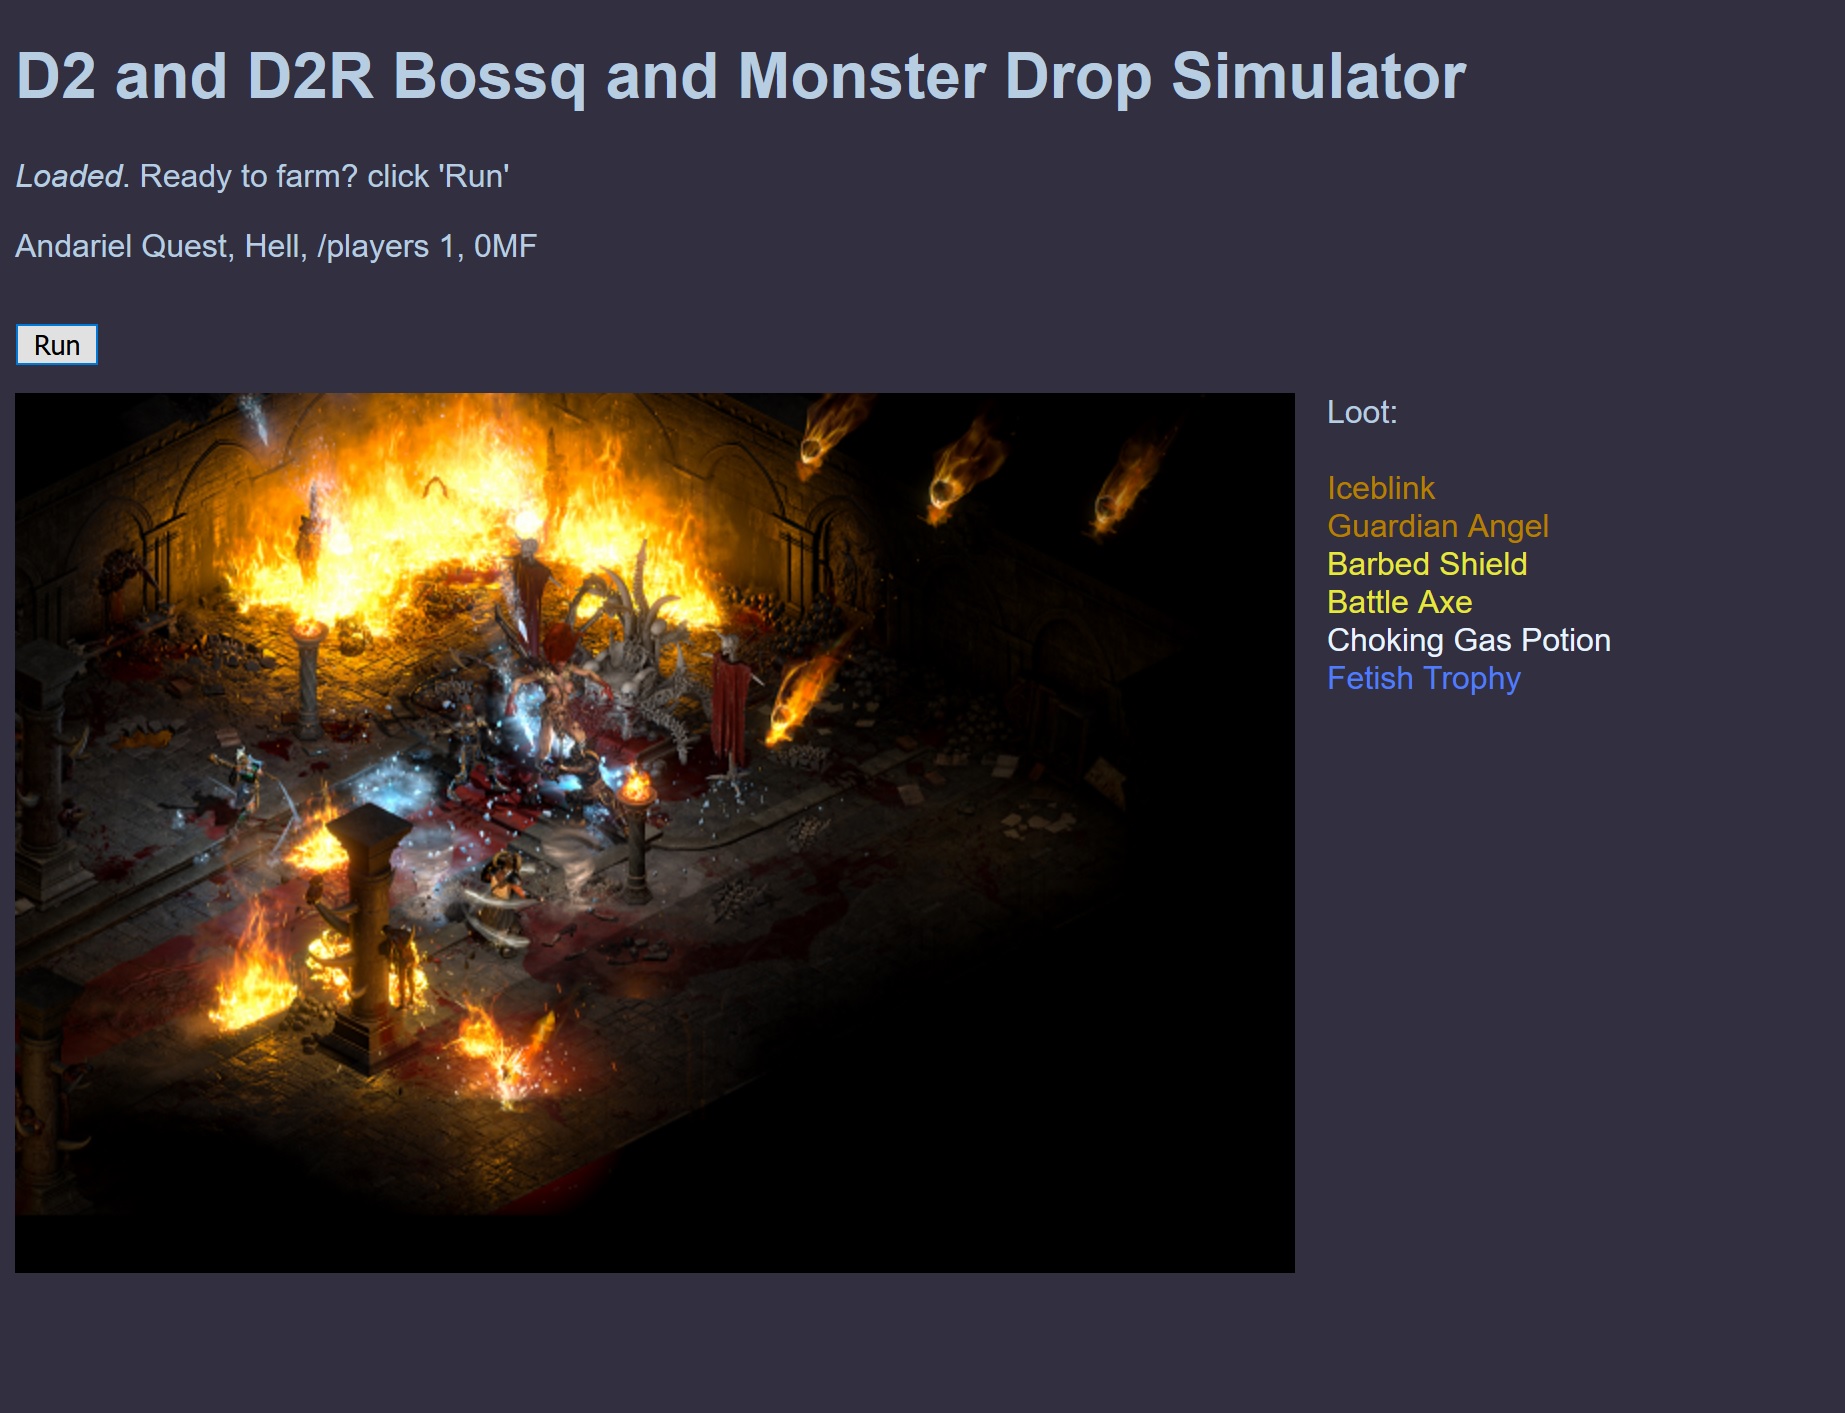 D2 and D2R Bossq and Monster Drop Simulator
Loaded. Ready to farm? click 'Run'
Andariel Quest, Hell, /players 1, 0MF
Run
Loot:
Iceblink
Guardian Angel
Barbed Shield
Battle Axe
Choking Gas Potion
Fetish Trophy